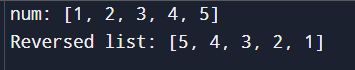 num: [1, 2, 3, 4, 5]
Reversed list: [5, 4, 3, 2, 1]